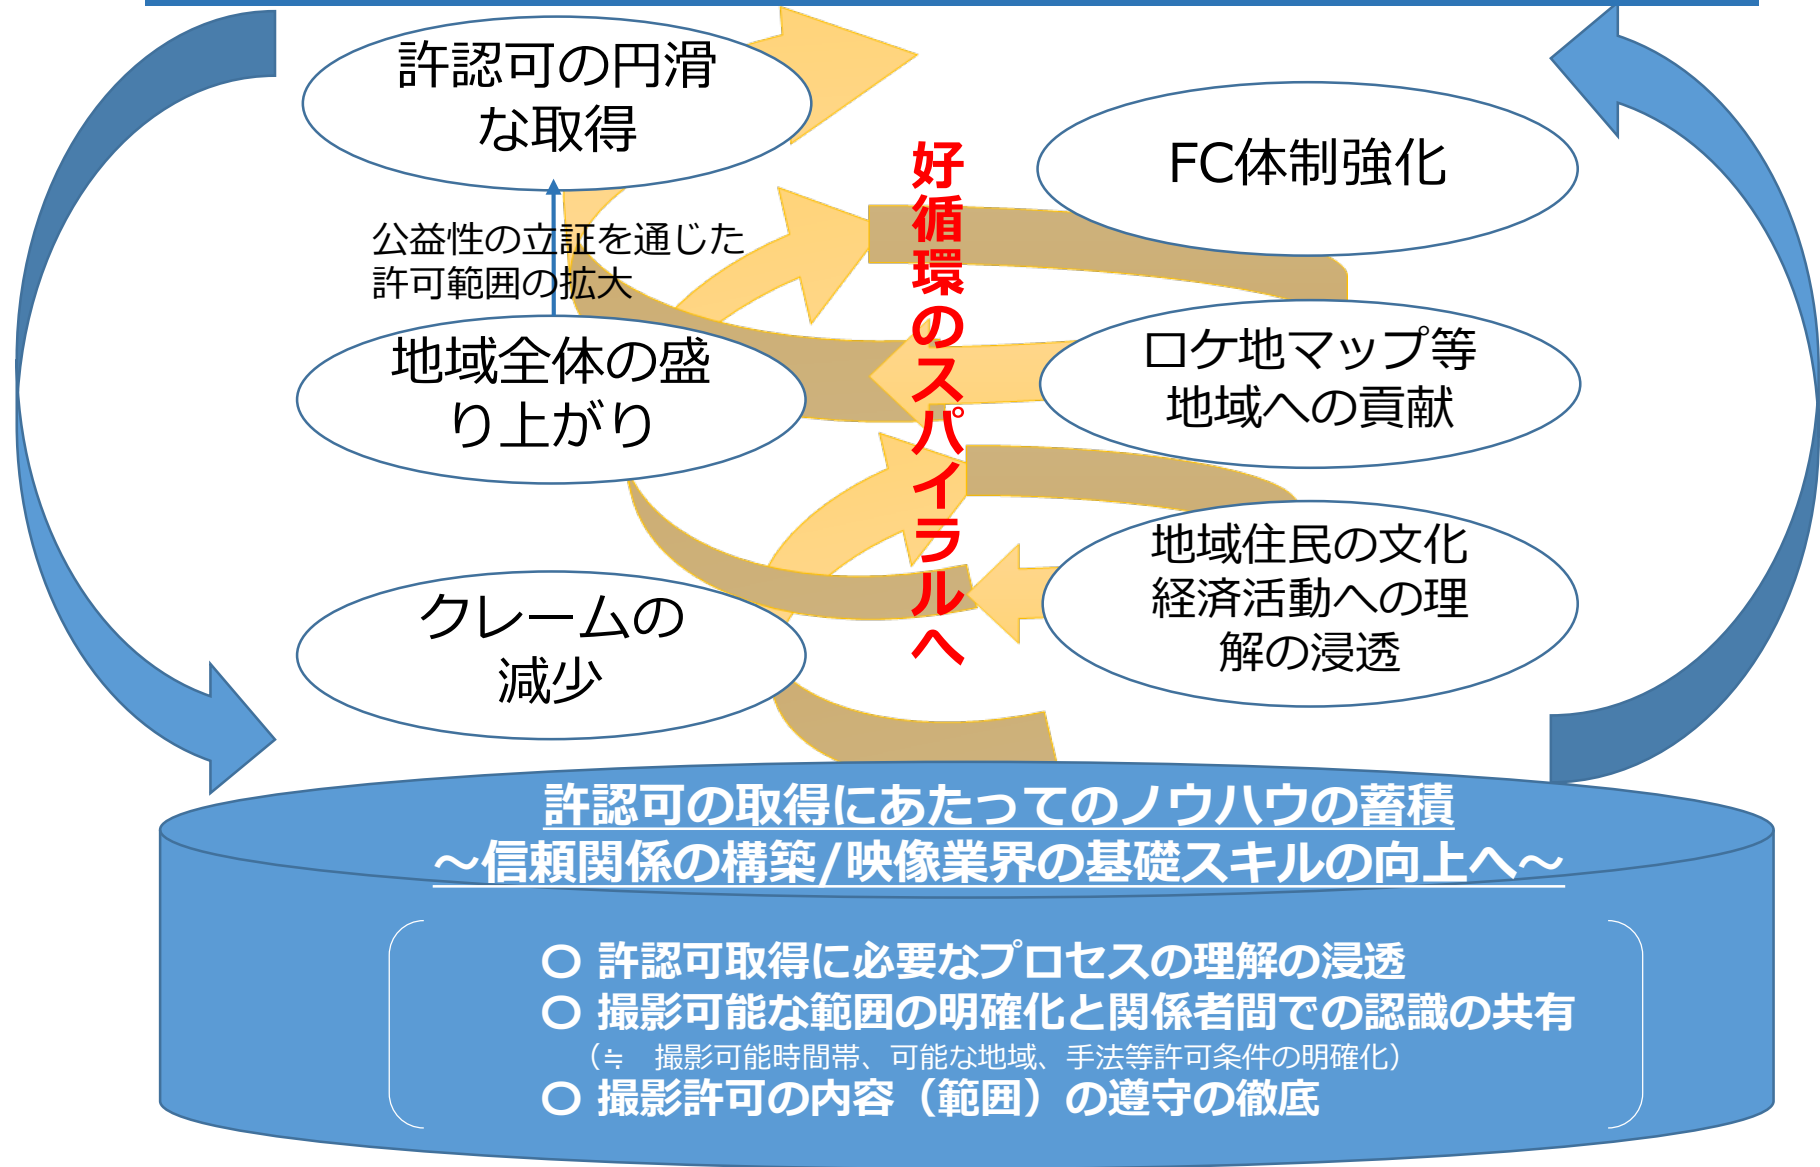 許認可の円滑
な取得
FC体制強化
公益性の立証を通じた
許可範囲の拡大
好循環のスパイラルへ
地域全体の盛
り上がり
ロケ地マップ等
地域への貢献
地域住民の文化
経済活動への理
解の浸透
クレームの
減少
許認可の取得にあたってのノウハウの蓄積
～信頼関係の構築/映像業界の基礎スキルの向上へ～
○ 許認可取得に必要なプロセスの理解の浸透
○ 撮影可能な範囲の明確化と関係者間での認識の共有
（≒　撮影可能時間帯、可能な地域、手法等許可条件の明確化）
○ 撮影許可の内容（範囲）の遵守の徹底